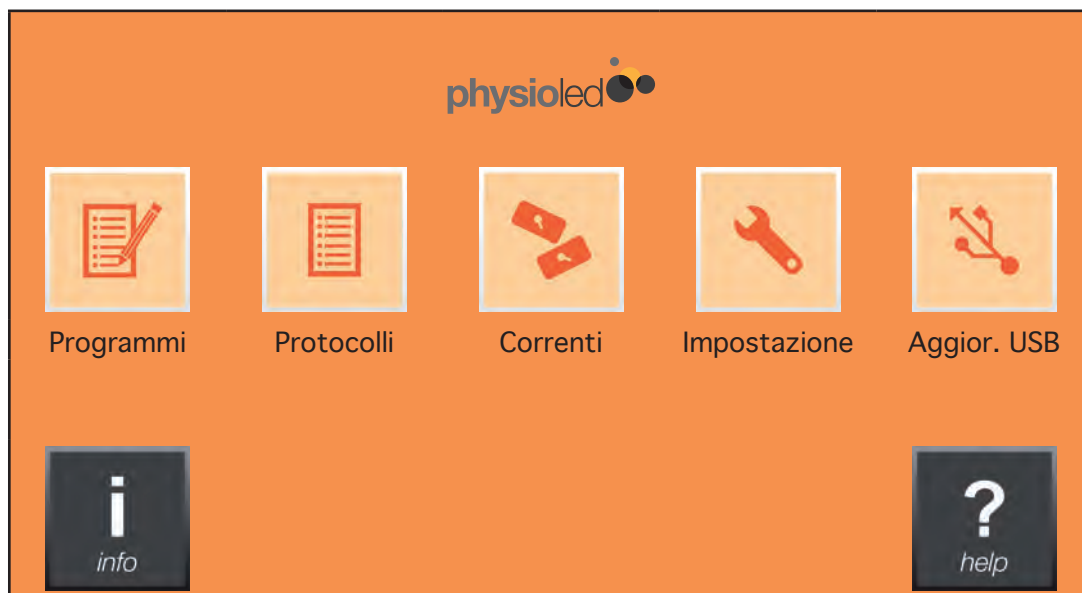 physioled
Programmi Protocolli Correnti Impostazione Aggior. USB
i ?
info help